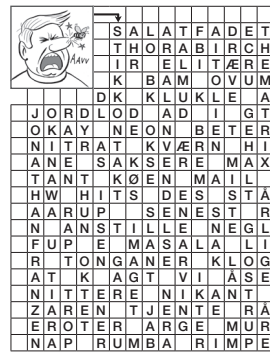 AAVV
SALATFADET
THORABIRCH
IR ELITÆRE
K BAM OVUM
DK KLUKLE A
JORDLOD AD I GT
OKAY NEON BETER
NITRAT KVÆRN HI
ANE SAKSERE MAX
TANT KØEN MAIL
HW HITS DES STÅ
AARUP SENEST R
N ANSTILLE NEGL
FUP E MASALA LI
R TONGANER KLOG
AT K AGT VI ÅSE
NITTERE NIKANT
ZAREN TJENTE RÅ
EROTER ARGE MUR
NAP RUMBA RIMPE